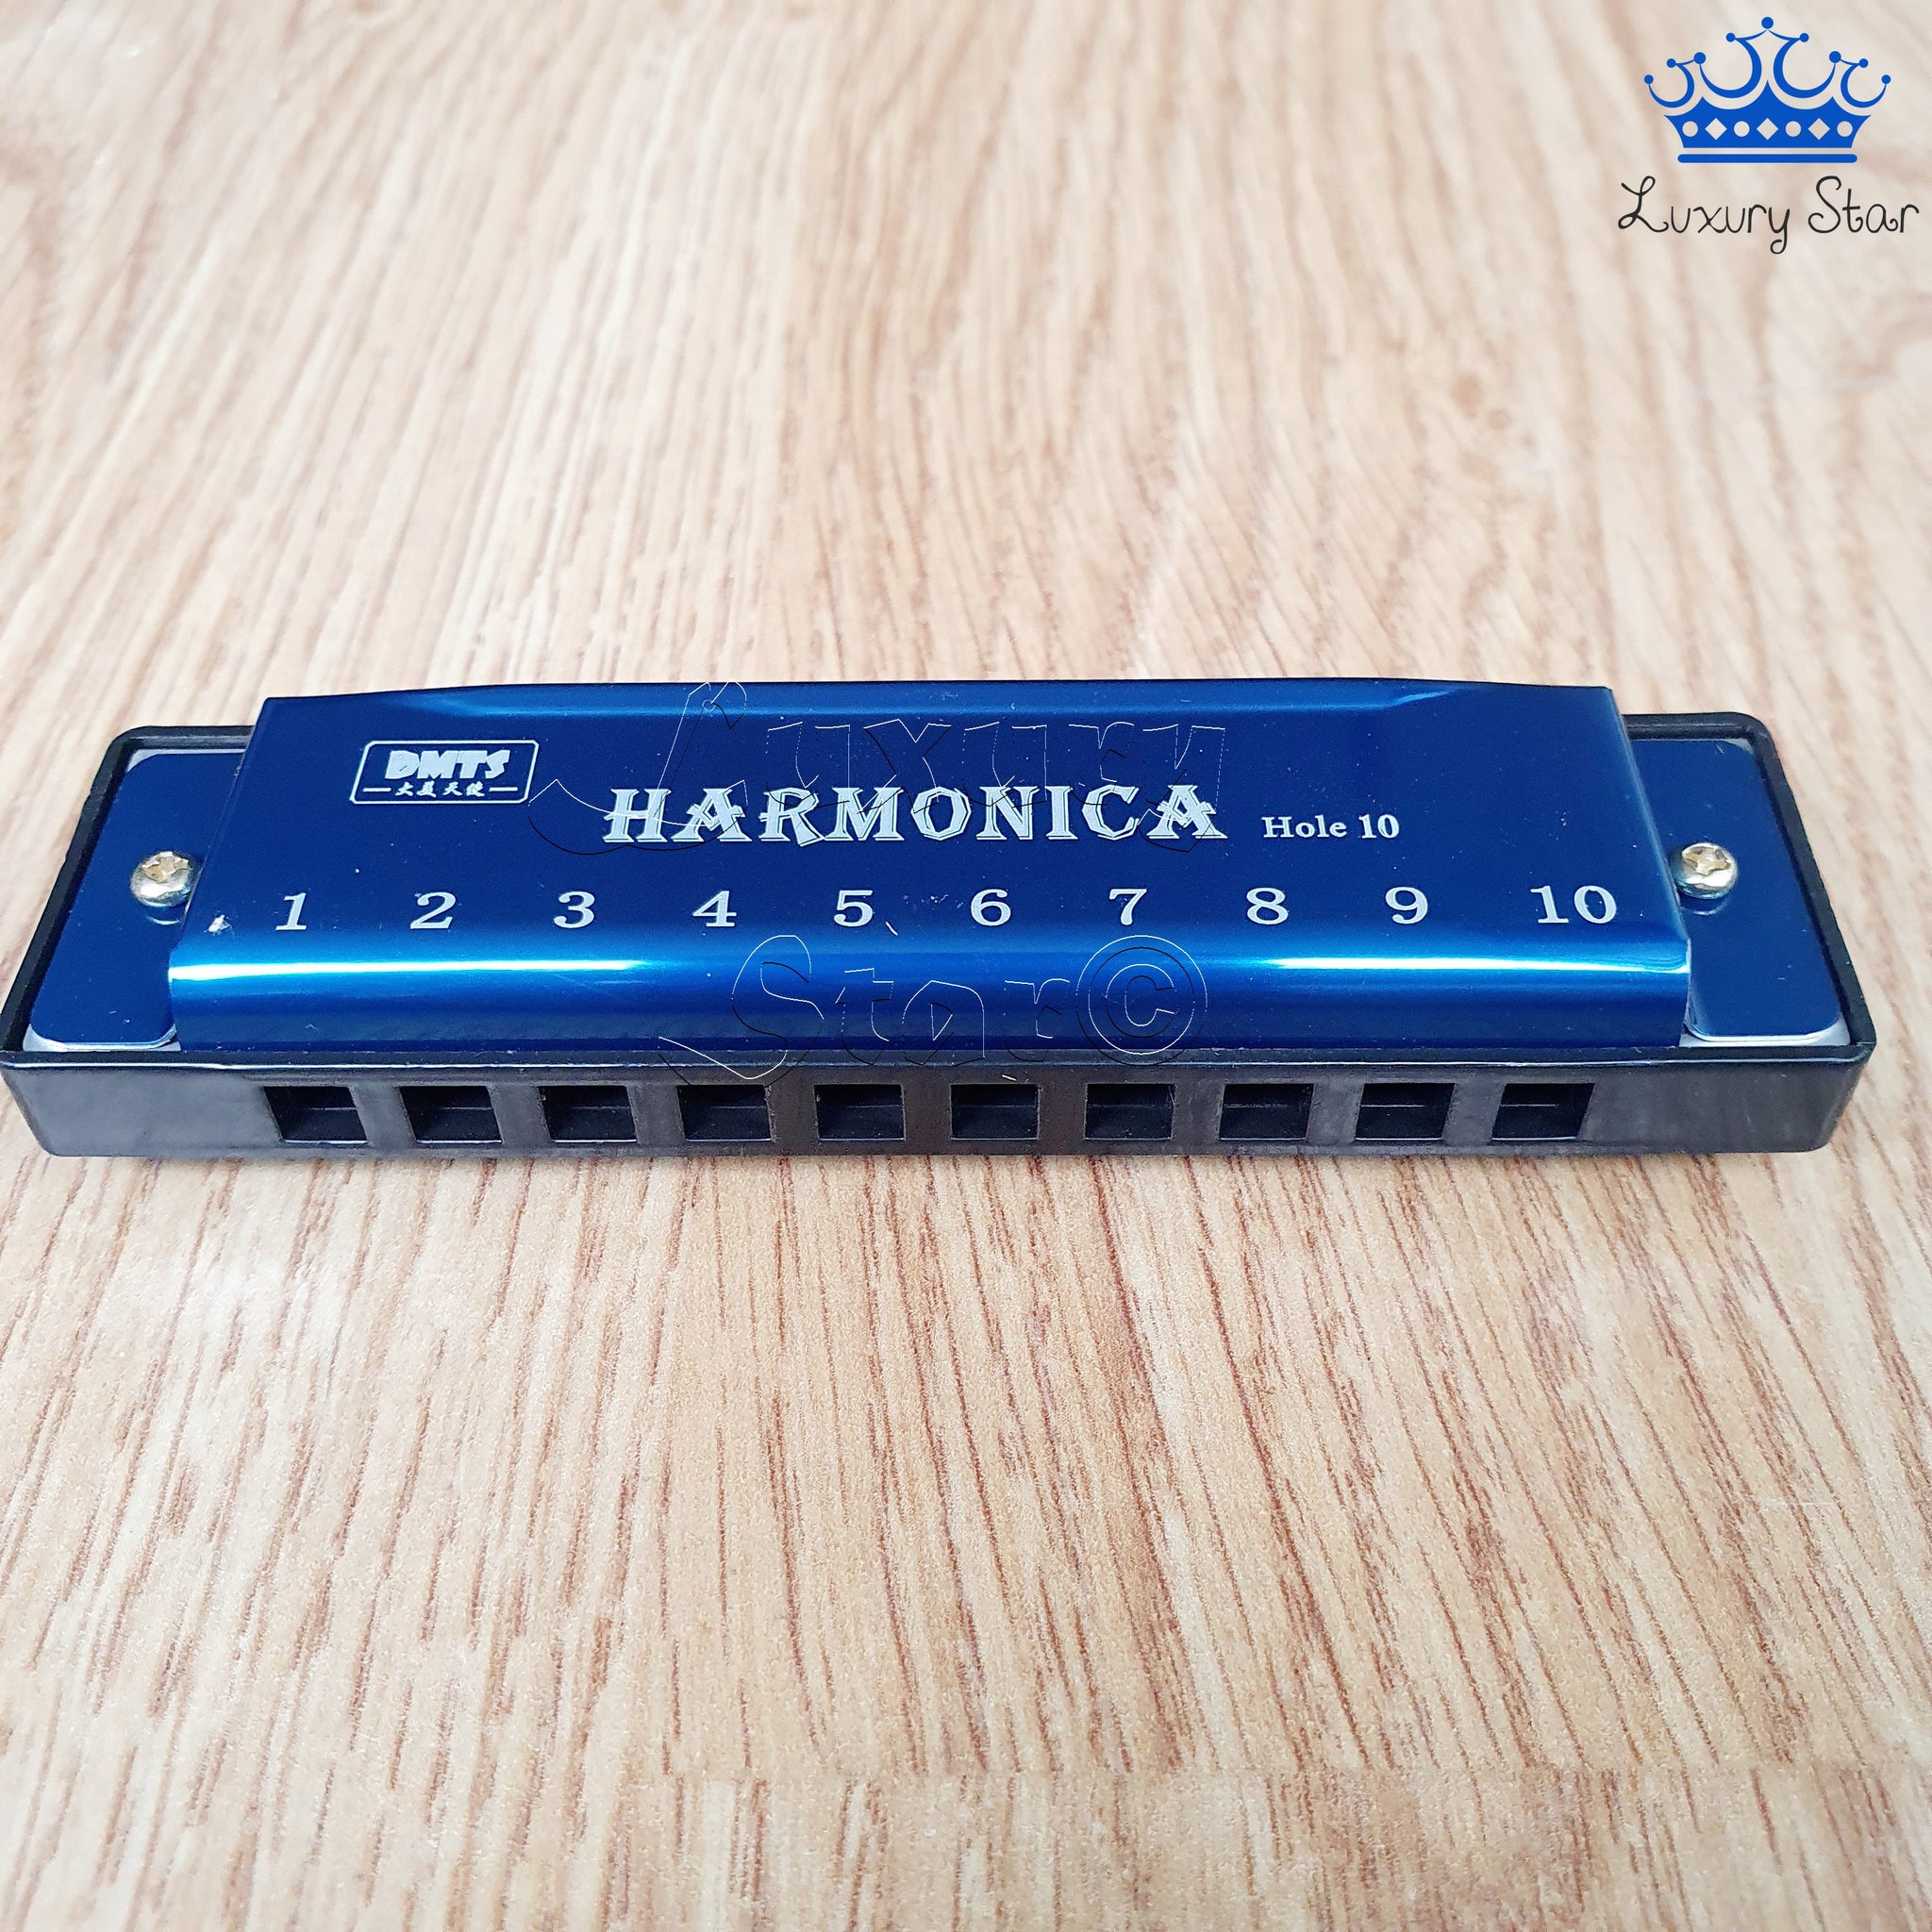 Luxury Star
DMTS
大夏天使
HARMONICA Hole 10
1 2 3 4 5 6 7 8 9 10
Luxury
Star©